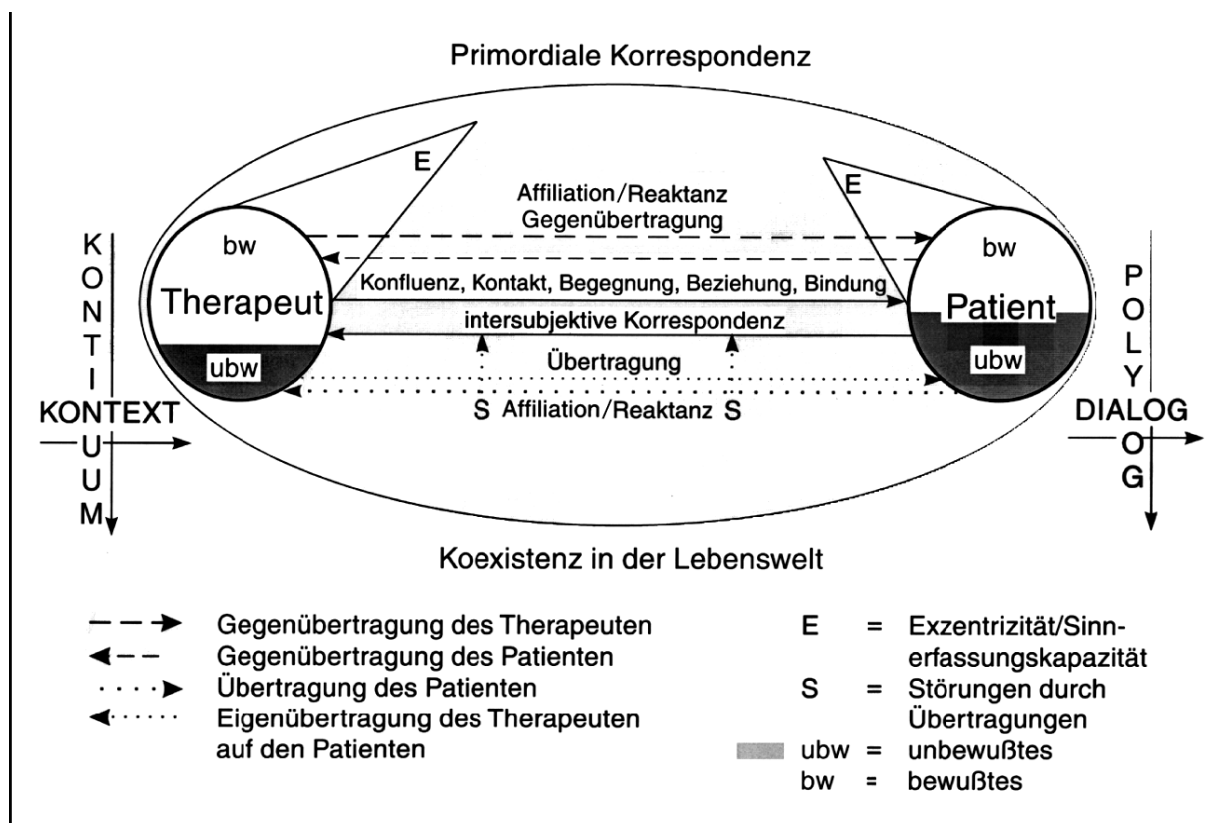 Primordiale Korrespondenz
E
E
Affiliation/Reaktanz
Gegenübertragung
bw
bw
Konfluenz, Kontakt, Begegnung, Beziehung, Bindung
Therapeut
Patient
intersubjektive Korrespondenz
ubw
ubw
Übertragung
S Affiliation/Reaktanz S
KONTINUUM
KONTEXT
POLYLOG
DIALOG
Koexistenz in der Lebenswelt
Gegenübertragung des Therapeuten
Gegenübertragung des Patienten
Übertragung des Patienten
Eigenübertragung des Therapeuten
auf den Patienten
E = Exzentrizität/Sinn-
erfassungskapazität
S = Störungen durch
Übertragungen
ubw = unbewußtes
bw = bewußtes